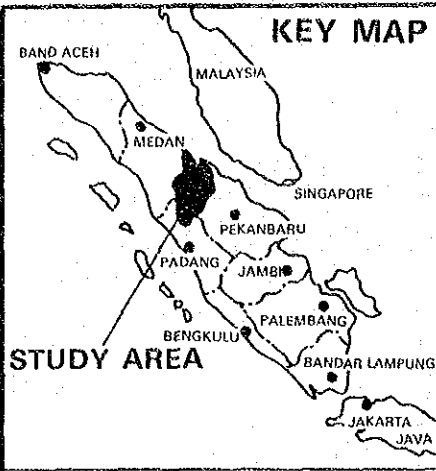 KEY MAP
BAND ACEH
MALAYSIA
MEDAN
SINGAPORE
PEKANBARU
PADANG
JAMBI
PALEMBANG
BENGKULU
STUDY AREA
BANDAR LAMPUNG
JAKARTA
JAVA